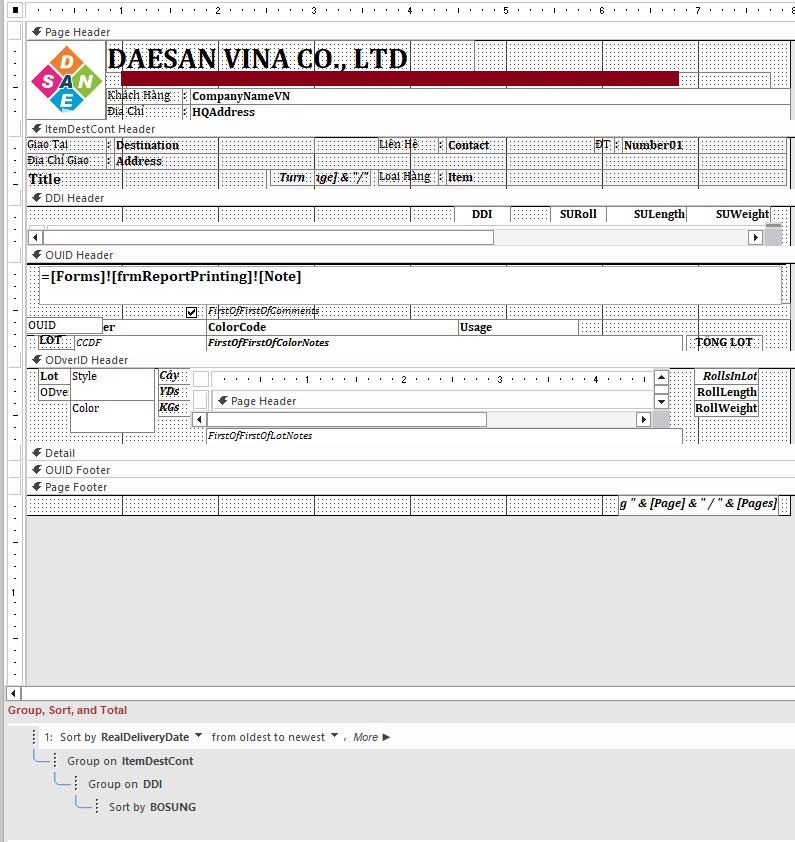 1 2 3 4 5 6 7 8
Page Header
D
SAN
E
DAESAN VINA CO., LTD
Khách Hàng : CompanyNameVN
Địa Chỉ : HQAddress
ItemDestCont Header
Giao Tại : Destination Liên Hệ : Contact ĐT : Number01
Địa Chỉ Giao : Address
Title Turn age] & "/" Loại Hàng : Item
DDI Header
DDI SURoll SULength SUWeight
OUID Header
=[Forms]![frmReportPrinting]![Note]
FirstOfFirstOfComments
OUID er ColorCode Usage
LOT CCDF FirstOfFirstOfColorNotes TỔNG LOT
ODverID Header
Lot Style Cây 1 2 3 4 RollsInLot
ODve YDs Page Header RollLength
Color KGs RollWeight
FirstOfFirstOfLotNotes
Detail
OUID Footer
Page Footer
g " & [Page] & " / " & [Pages]
1
Group, Sort, and Total
1: Sort by RealDeliveryDate from oldest to newest , More
Group on ItemDestCont
Group on DDI
Sort by BOSUNG